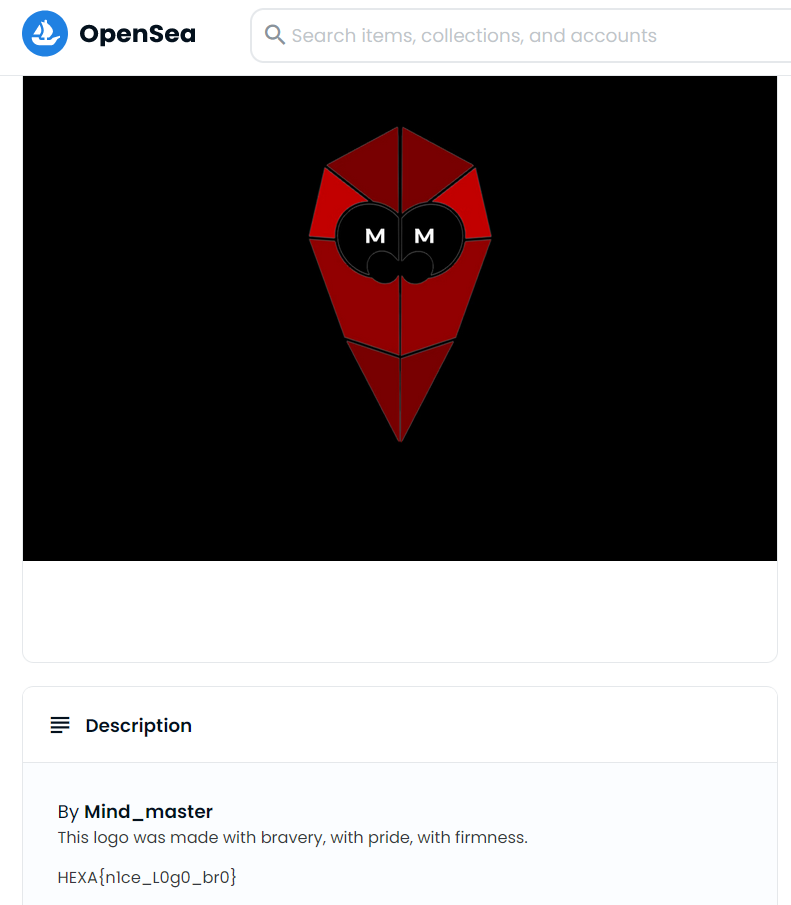 OpenSea
Search items, collections, and accounts
M M
Description
By Mind_master
This logo was made with bravery, with pride, with firmness.
HEXA{n1ce_L0g0_br0}